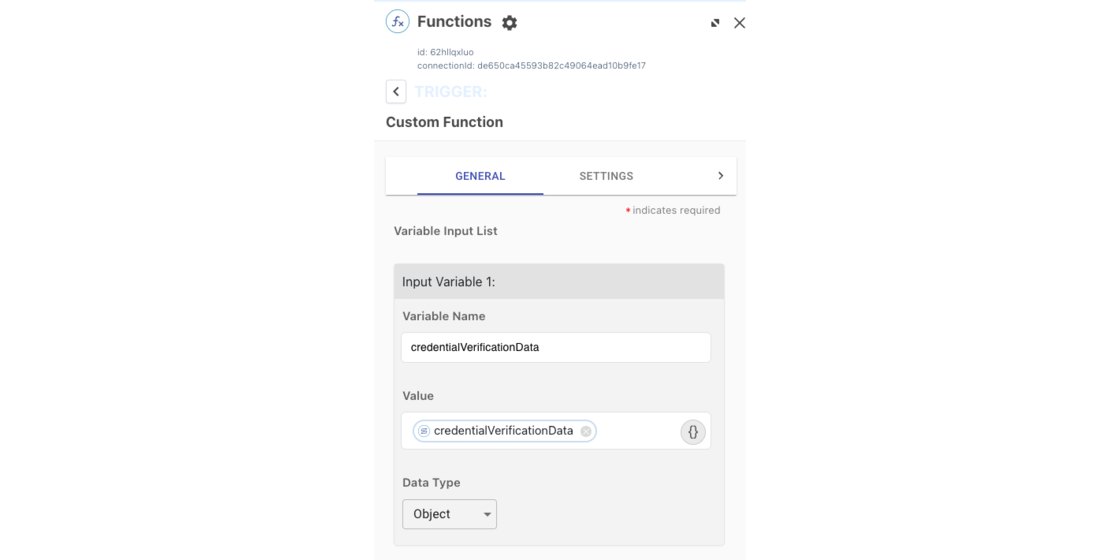 Functions
id: 62hllqxluo
connectionId: de650ca45593b82c49064ead10b9fe17
TRIGGER:
Custom Function
GENERAL SETTINGS
* indicates required
Variable Input List
Input Variable 1:
Variable Name
credentialVerificationData
Value
credentialVerificationData
{}
Data Type
Object